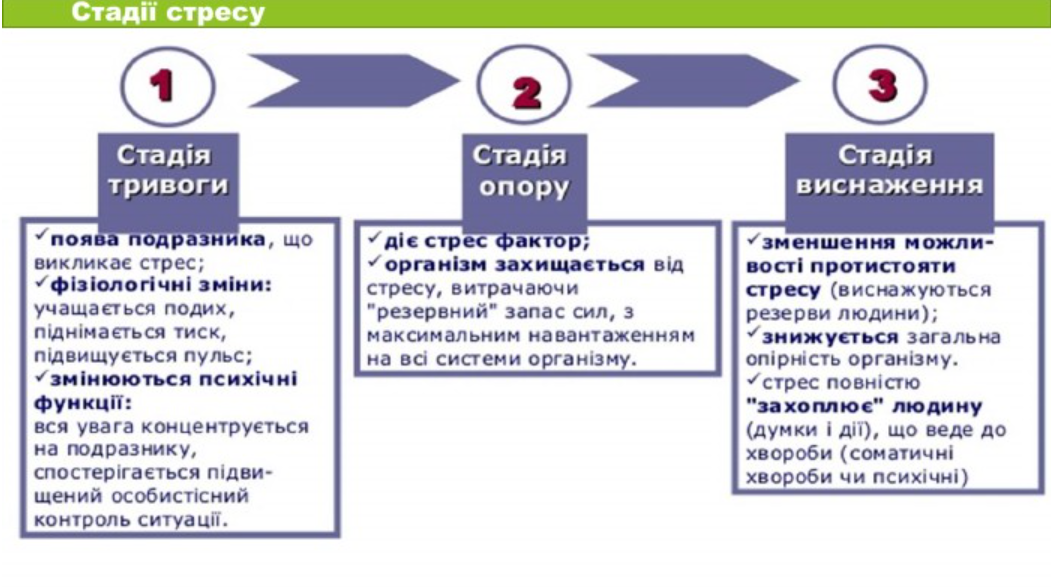 Стадії стресу
1
2
3
Стадія
тривоги
✓поява подразника, що
викликає стрес;
✓фізіологічні зміни:
учащається подих,
піднімається тиск,
підвищується пульс;
✓змінюються психічні
функції:
вся увага концентрується
на подразнику,
спостерігається підви-
щений особистісний
контроль ситуації.
Стадія
опору
✓діє стрес фактор;
✓організм захищається від
стресу, витрачаючи
"резервний" запас сил, з
максимальним навантаженням
на всі системи організму.
Стадія
виснаження
✓зменшення можли-
вості протистояти
стресу (виснажуються
резерви людини);
✓знижується загальна
опірність організму.
✓стрес повністю
"захоплює" людину
(думки і дії), що веде до
хвороби (соматичні
хвороби чи психічні)